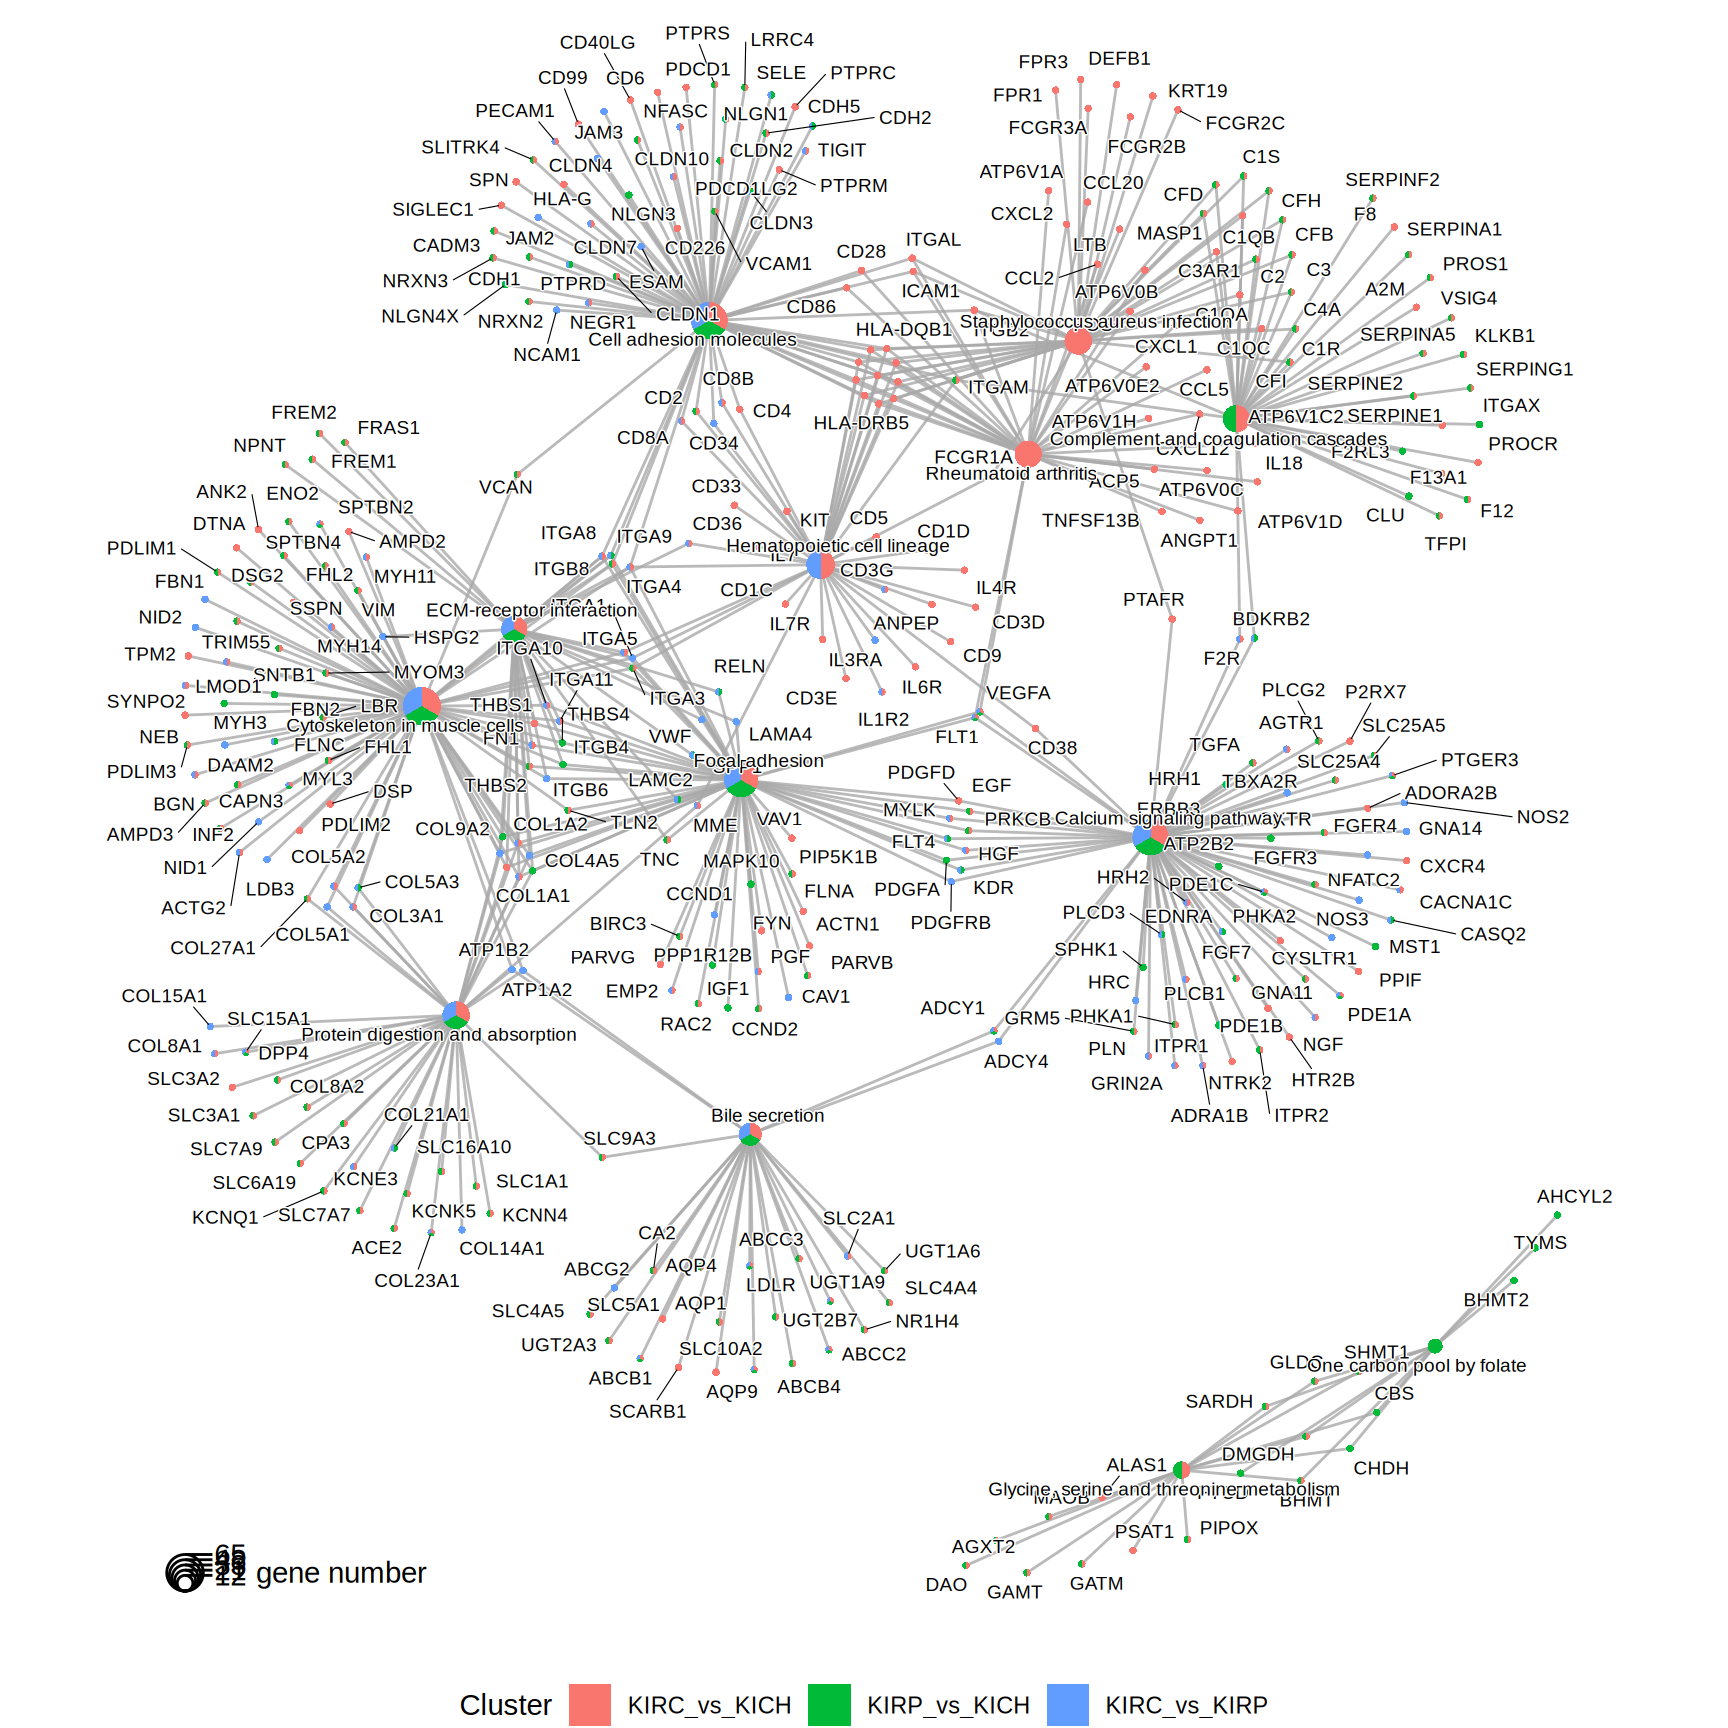 PTPRS
CD40LG
LRRC4
PDCD1
SELE
PTPRC
CD99
CD6
PECAM1
NFASC
NLGN1
CDH5
CDH2
JAM3
SLITRK4
CLDN4
CLDN10
CLDN2
TIGIT
SPN
HLA-G
PDCD1LG2
PTPRM
SIGLEC1
NLGN3
CLDN3
CADM3
JAM2
CLDN7
CD226
VCAM1
NRXN3
CDH1
PTPRD
ESAM
NLGN4X
NRXN2
NEGR1
CLDN1
NCAM1
Cell adhesion molecules
FPR3
DEFB1
FPR1
KRT19
FCGR3A
FCGR2C
FCGR2B
ATP6V1A
CCL20
C1S
CFD
CFH
SERPINF2
CXCL2
LTB
MASP1
C1QB
CFB
F8
SERPINA1
CD28
ITGAL
CCL2
C3AR1
C2
C3
PROS1
ICAM1
ATP6V0B
A2M
VSIG4
CD86
HLA-DQB1
ITGB2
Staphylococcus aureus infection
C1QA
C4A
SERPINA5
KLKB1
CXCL1
C1QC
C1R
SERPING1
ITGAM
ATP6V0E2
CCL5
CFI
SERPINE2
ITGAX
HLA-DRB5
ATP6V1H
ATP6V1C2
SERPINE1
PROCR
Complement and coagulation cascades
CXCL12
F2RL3
FCGR1A
Rheumatoid arthritis
ACP5
IL18
F13A1
ATP6V0C
F12
TNFSF13B
ATP6V1D
CLU
TFPI
ANGPT1
CD8B
CD2
CD4
CD8A
CD34
CD33
VCAN
CD36
KIT
CD5
CD1D
Hematopoietic cell lineage
IL7
CD3G
CD1C
IL4R
IL7R
ANPEP
CD3D
IL3RA
CD9
CD3E
IL6R
IL1R2
FREM2
FRAS1
NPNT
FREM1
ANK2
ENO2
SPTBN2
DTNA
SPTBN4
AMPD2
PDLIM1
FBN1
DSG2
FHL2
MYH11
NID2
SSPN
VIM
TRIM55
MYH14
HSPG2
TPM2
SNTB1
MYOM3
LMOD1
SYNPO2
FBN2
LBR
MYH3
Cytoskeleton in muscle cells
NEB
FLNC
FHL1
DAAM2
PDLIM3
MYL3
BGN
CAPN3
DSP
AMPD3
INF2
PDLIM2
NID1
COL5A2
LDB3
COL5A3
ACTG2
COL3A1
COL27A1
COL5A1
ITGA8
ITGA9
ITGB8
ITGA4
ECM-receptor interaction
ITGA1
ITGA10
ITGA5
ITGA11
RELN
ITGA3
THBS1
THBS4
FN1
ITGB4
VWF
LAMA4
Focal adhesion
SPP1
THBS2
ITGB6
LAMC2
COL9A2
COL1A2
TLN2
MME
VAV1
COL4A5
TNC
MAPK10
PIP5K1B
COL1A1
CCND1
FLNA
BIRC3
FYN
ACTN1
PARVG
PPP1R12B
PGF
PARVB
EMP2
IGF1
CAV1
RAC2
CCND2
VEGFA
FLT1
CD38
PDGFD
EGF
MYLK
PRKCB
FLT4
HGF
PDGFA
KDR
PDGFRB
PTAFR
BDKRB2
F2R
PLCG2
P2RX7
AGTR1
SLC25A5
TGFA
SLC25A4
PTGER3
HRH1
TBXA2R
ADORA2B
ERBB3
NOS2
Calcium signaling pathway
FGFR4
GNA14
ATP2B2
FGFR3
CXCR4
HRH2
PDE1C
NFATC2
CACNA1C
PLCD3
EDNRA
PHKA2
NOS3
CASQ2
SPHK1
FGF7
CYSLTR1
MST1
HRC
PLCB1
GNA11
PPIF
GRM5
PHKA1
PDE1B
PDE1A
PLN
ITPR1
NGF
GRIN2A
NTRK2
HTR2B
ADRA1B
ITPR2
ADCY1
ADCY4
ATP1B2
ATP1A2
COL15A1
SLC15A1
Protein digestion and absorption
COL8A1
DPP4
SLC3A2
COL8A2
SLC3A1
COL21A1
SLC7A9
CPA3
SLC16A10
SLC6A19
KCNE3
SLC1A1
KCNQ1
SLC7A7
KCNK5
KCNN4
ACE2
COL14A1
COL23A1
SLC9A3
Bile secretion
CA2
SLC2A1
ABCG2
AQP4
ABCC3
UGT1A6
LDLR
UGT1A9
SLC4A4
SLC4A5
SLC5A1
AQP1
UGT2B7
NR1H4
UGT2A3
SLC10A2
ABCC2
ABCB1
AQP9
ABCB4
SCARB1
AHCYL2
TYMS
BHMT2
SHMT1
One carbon pool by folate
CBS
SARDH
DMGDH
ALAS1
CHDH
Glycine, serine and threonine metabolism
MAOB
BHMT
PSAT1
PIPOX
AGXT2
DAO
GAMT
GATM
65
12
gene number
Cluster
KIRC_vs_KICH
KIRP_vs_KICH
KIRC_vs_KIRP